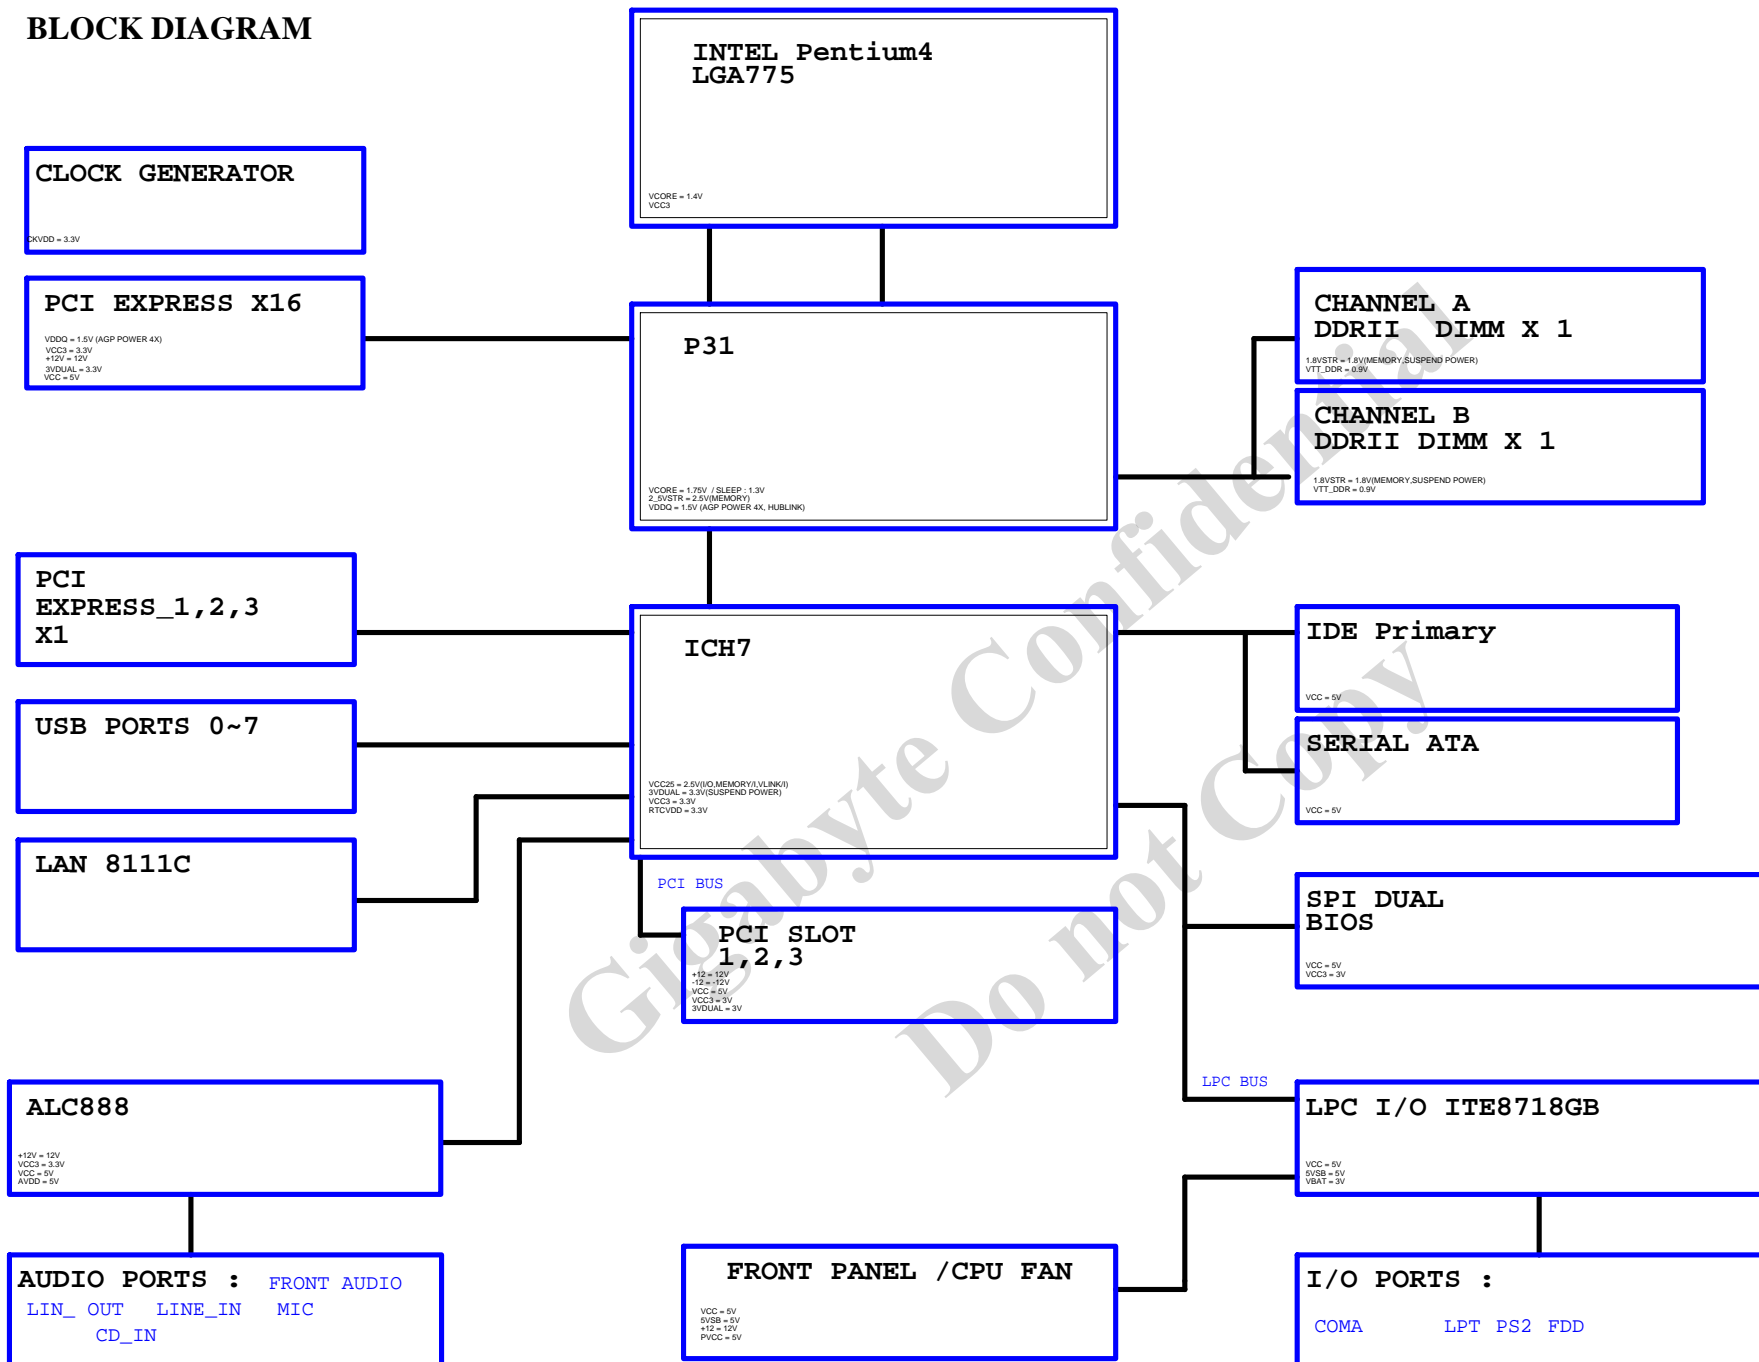 BLOCK DIAGRAM
INTEL Pentium4
LGA775
VCORE = 1.4V
VCC3
CLOCK GENERATOR
CKVDD = 3.3V
PCI EXPRESS X16
VDDQ = 1.5V (AGP POWER 4X)
VCC3 = 3.3V
+12V = 12V
3VDUAL = 3.3V
VCC = 5V
P31
VCORE = 1.75V / SLEEP : 1.3V
2_5VSTR = 2.5V(MEMORY)
VDDQ = 1.5V (AGP POWER 4X, HUBLINK)
CHANNEL A
DDRII DIMM X 1
1.8VSTR = 1.8V(MEMORY,SUSPEND POWER)
VTT_DDR = 0.9V
CHANNEL B
DDRII DIMM X 1
1.8VSTR = 1.8V(MEMORY,SUSPEND POWER)
VTT_DDR = 0.9V
PCI
EXPRESS_1,2,3
X1
ICH7
VCC25 = 2.5V(I/O,MEMORY/I,VLINK/I)
3VDUAL = 3.3V(SUSPEND POWER)
VCC3 = 3.3V
RTCVDD = 3.3V
IDE Primary
VCC = 5V
USB PORTS 0~7
SERIAL ATA
VCC = 5V
LAN 8111C
PCI BUS
PCI SLOT
1,2,3
+12 = 12V
-12 = -12V
VCC = 5V
VCC3 = 3V
3VDUAL = 3V
SPI DUAL
BIOS
VCC = 5V
VCC3 = 3V
LPC BUS
ALC888
+12V = 12V
VCC3 = 3.3V
VCC = 5V
AVDD = 5V
LPC I/O ITE8718GB
VCC = 5V
5VSB = 5V
VBAT = 3V
AUDIO PORTS : FRONT AUDIO
LIN_ OUT LINE_IN MIC
CD_IN
FRONT PANEL /CPU FAN
VCC = 5V
5VSB = 5V
+12 = 12V
PVCC = 5V
I/O PORTS :
COMA LPT PS2 FDD
Gigabyte Confidential
Do not Copy